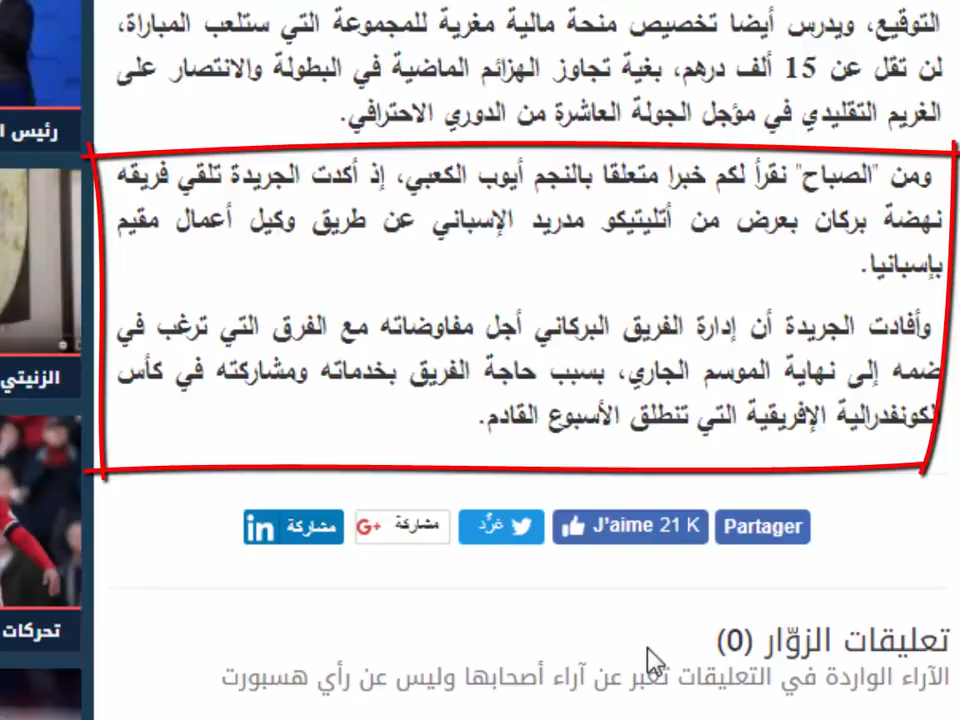 التوقيع، ويدرس أيضا تخصيص منحة مالية مغرية للمجموعة التي ستلعب المباراة،
لن تقل عن 15 ألف درهم، بغية تجاوز الهزائم الماضية في البطولة والانتصار على
الغريم التقليدي في مؤجل الجولة العاشرة من الدوري الاحترافي.
ومن "الصباح" نقرأ لكم خبرا متعلقا بالنجم أيوب الكعبي، إذ أكدت الجريدة تلقي فريقه
نهضة بركان بعرض من أتليتيكو مدريد الإسباني عن طريق وكيل أعمال مقيم
بإسبانيا.
وأفادت الجريدة أن إدارة الفريق البركاني أجل مفاوضاته مع الفرق التي ترغب في
ضمه إلى نهاية الموسم الجاري، بسبب حاجة الفريق بخدماته ومشاركته في كأس
الكونفدرالية الإفريقية التي تنطلق الأسبوع القادم.
Partager
J'aime 21 K
غرِّد
مشاركة G+
مشاركة in
تعليقات الزوّار (0)
الآراء الواردة في التعليقات تعبر عن آراء أصحابها وليس عن رأي هسبورت
رئيس ا
الزنيتي
تحركات